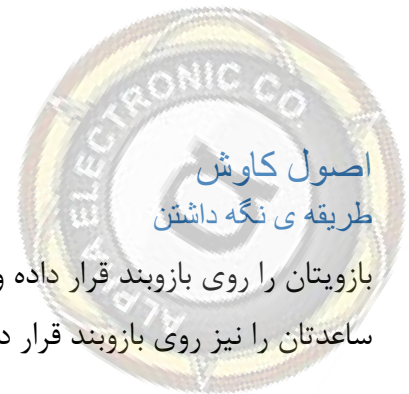 اصول کاوش
طریقه ی نگه داشتن
بازویتان را روی بازوبند قرار داده و
ساعدتان را نیز روی بازوبند قرار د
ALPHA ELECTRONIC CO.